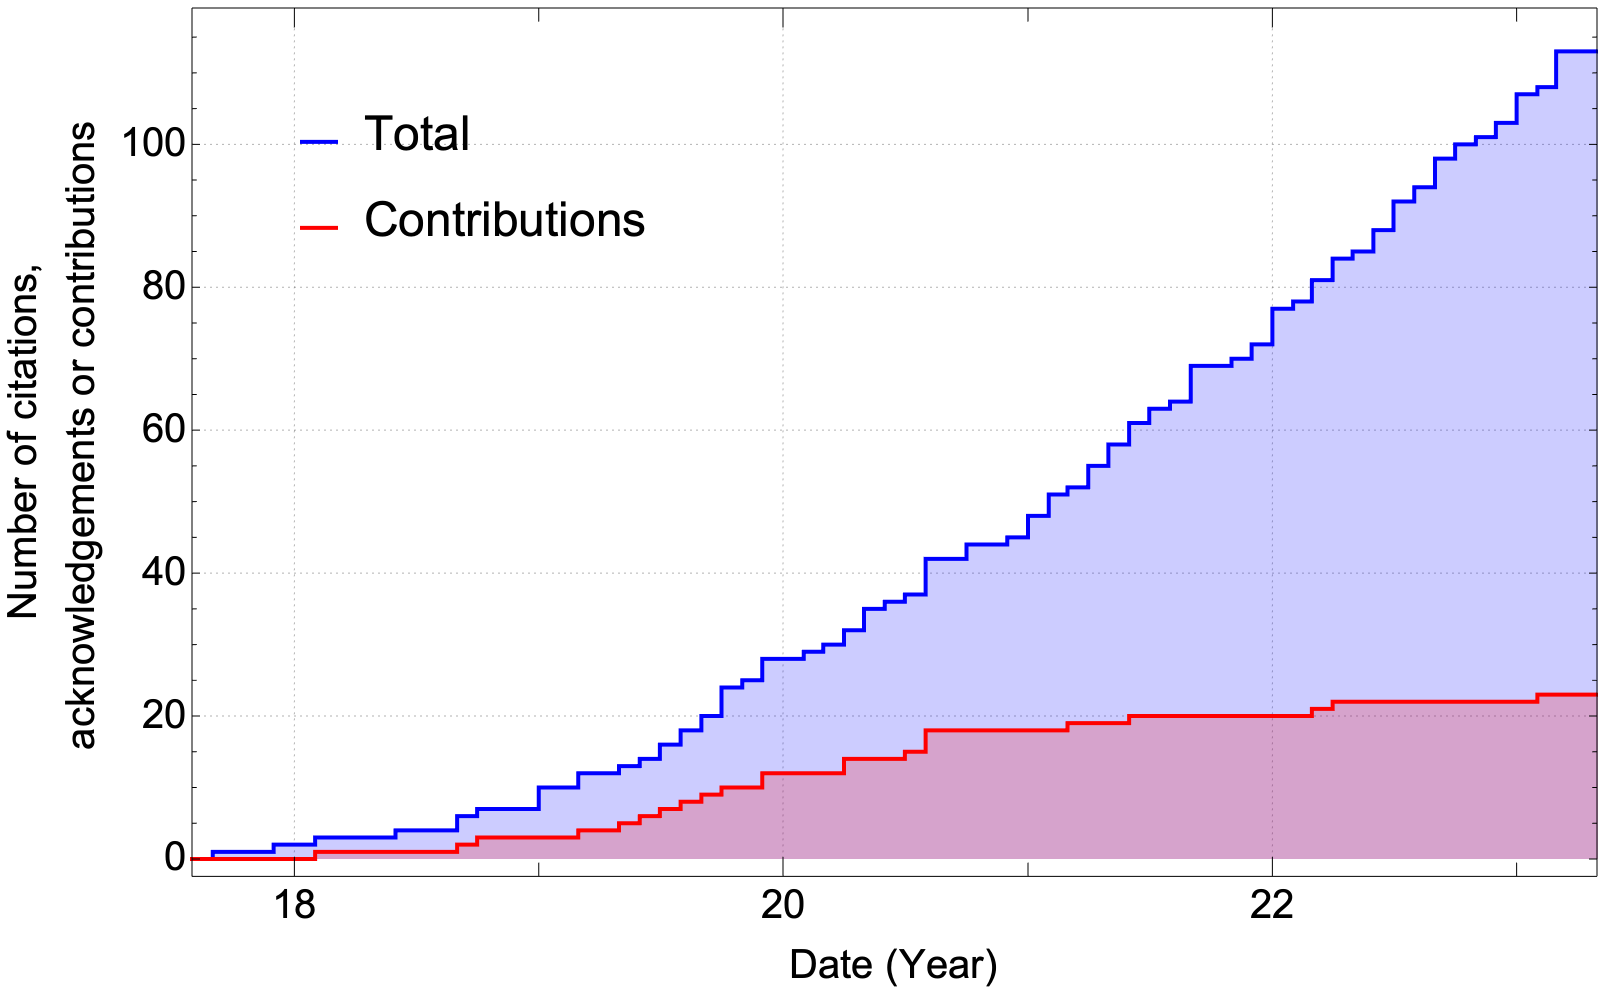 Total
Contributions
Number of citations,
acknowledgements or contributions
100
80
60
40
20
0
18
20
22
Date (Year)